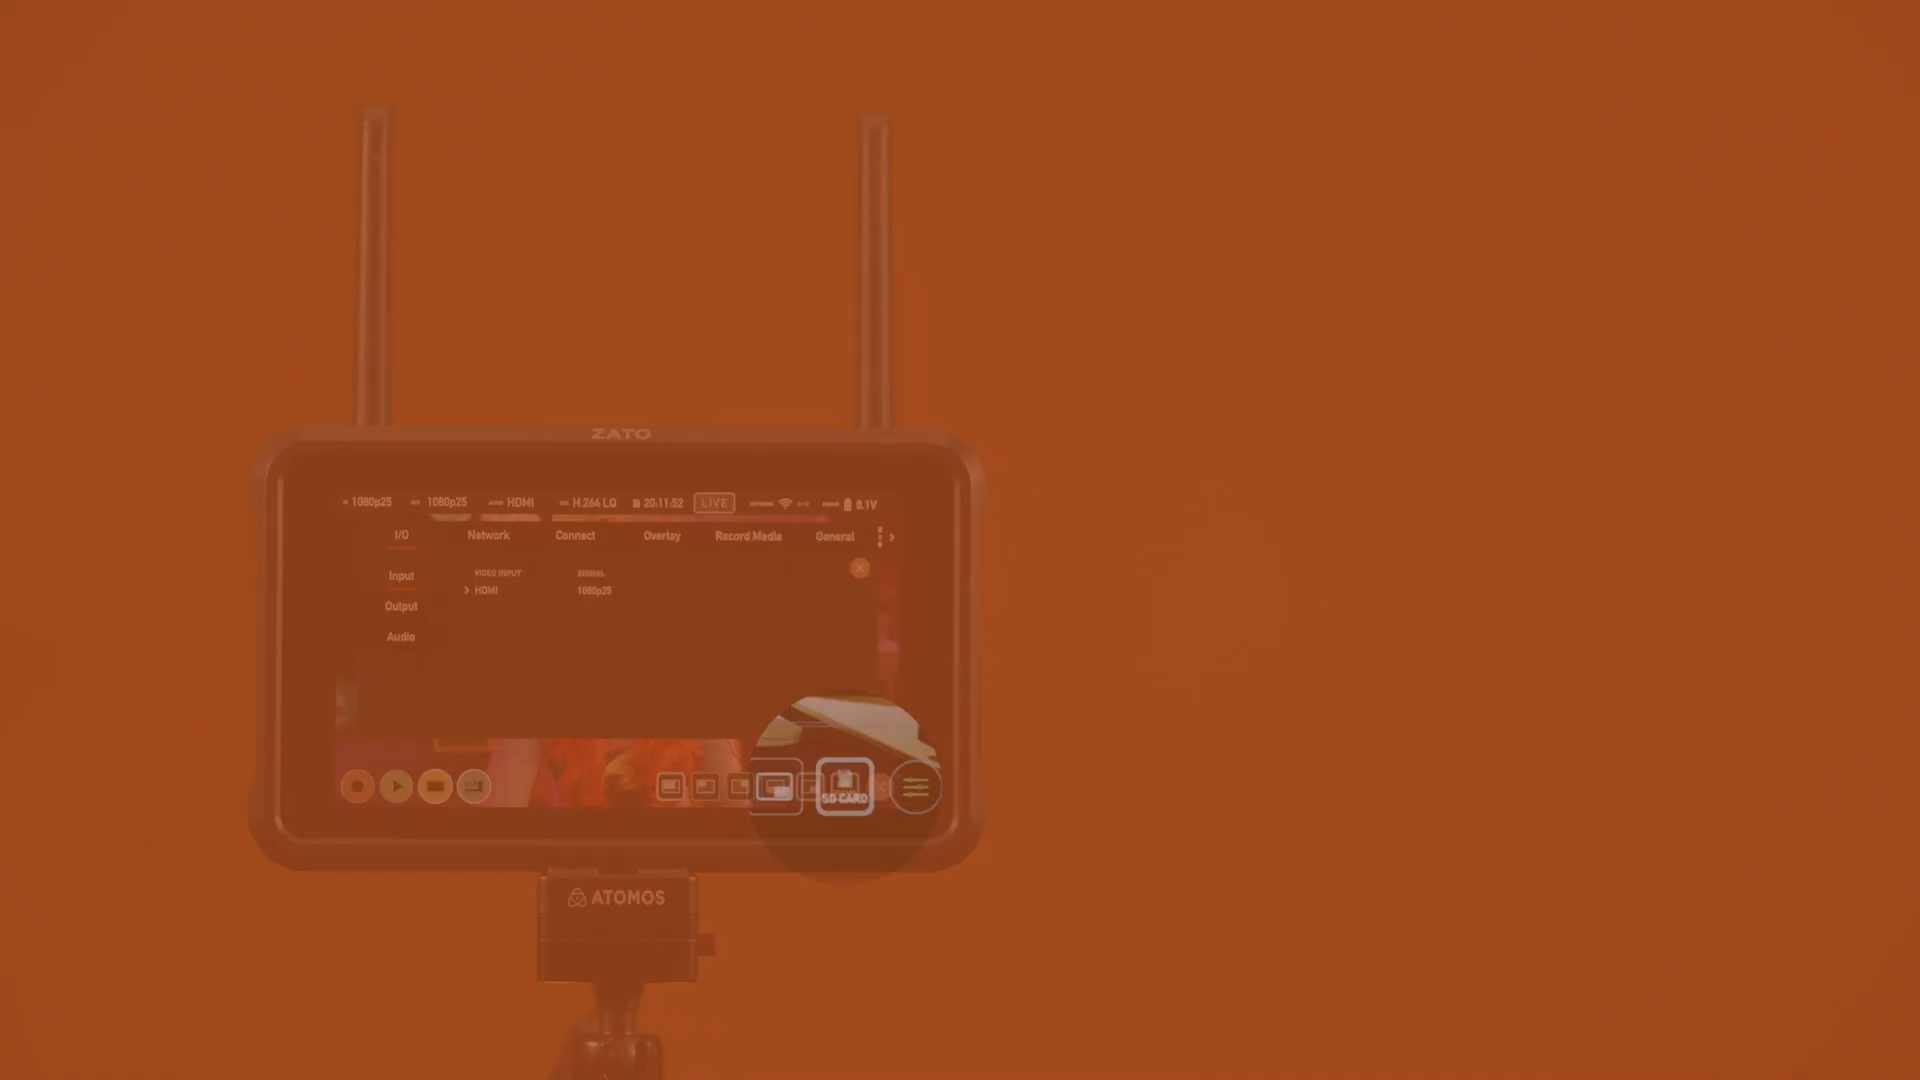 ZATO
1080p25 1080p25 HDMI H.264 LQ 20:11:52 LIVE 8.1V
I/O Network Connect Overlay Record Media General
Input VIDEO INPUT SIGNAL
HDMI 1080p25
Output
Audio
SD CARD
ATOMOS